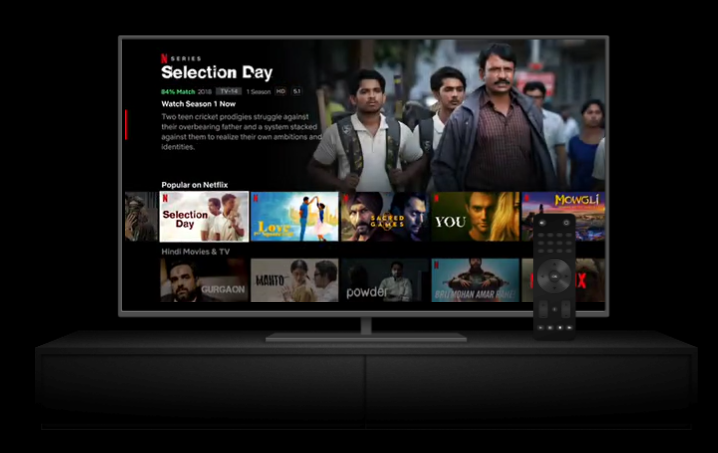 N SERIES
Selection Day
84% Match 2018 TV-14 1 Season HD 5.1
Watch Season 1 Now
Two teen cricket prodigies struggle against
their overbearing father and a system stacked
against them to realize their own ambitions and
identities.
Popular on Netflix
N
Selection
Day
N
Love
N
SACRED
GAMES
N
YOU
N
MOWGLI
Hindi Movies & TV
GURGAON
MANTO
powder
N
BRIJ MOHAN AMAR
X